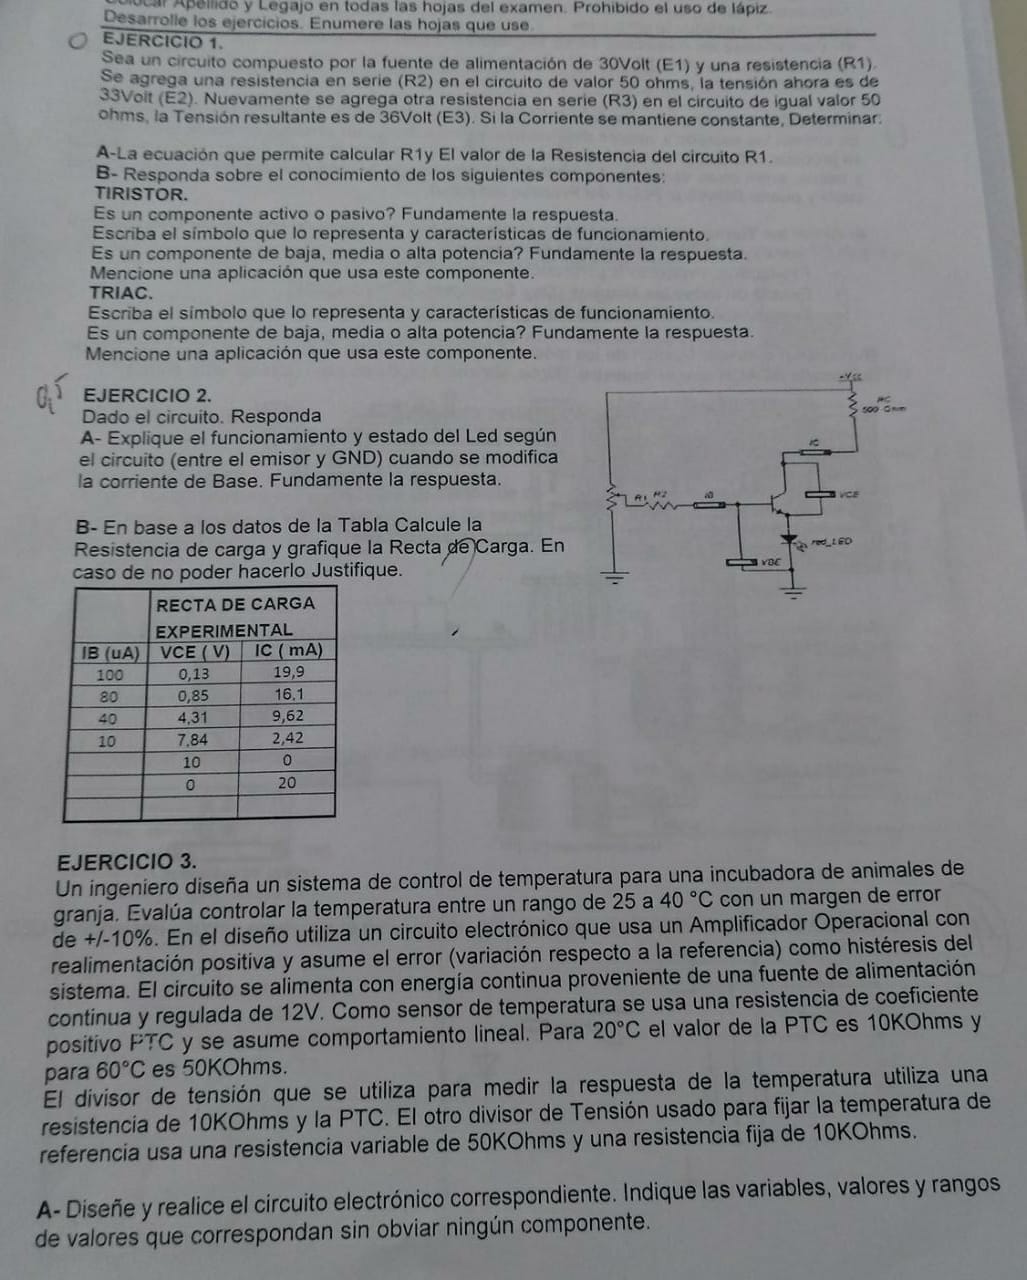 Colocar Apellido y Legajo en todas las hojas del examen. Prohibido el uso de lápiz.
Desarrolle los ejercicios. Enumere las hojas que use.
EJERCICIO 1.
Sea un circuito compuesto por la fuente de alimentación de 30Volt (E1) y una resistencia (R1).
Se agrega una resistencia en serie (R2) en el circuito de valor 50 ohms, la tensión ahora es de
33Volt (E2). Nuevamente se agrega otra resistencia en serie (R3) en el circuito de igual valor 50
ohms, la Tensión resultante es de 36Volt (E3). Si la Corriente se mantiene constante, Determinar:
A-La ecuación que permite calcular R1y El valor de la Resistencia del circuito R1.
B- Responda sobre el conocimiento de los siguientes componentes:
TIRISTOR.
Es un componente activo o pasivo? Fundamente la respuesta.
Escriba el símbolo que lo representa y características de funcionamiento.
Es un componente de baja, media o alta potencia? Fundamente la respuesta.
Mencione una aplicación que usa este componente.
TRIAC.
Escriba el símbolo que lo representa y características de funcionamiento.
Es un componente de baja, media o alta potencia? Fundamente la respuesta.
Mencione una aplicación que usa este componente.
EJERCICIO 2.
Dado el circuito. Responda
A- Explique el funcionamiento y estado del Led según
el circuito (entre el emisor y GND) cuando se modifica
la corriente de Base. Fundamente la respuesta.
B- En base a los datos de la Tabla Calcule la
Resistencia de carga y grafique la Recta de Carga. En
caso de no poder hacerlo Justifique.
RC
500 Ohm
IC
R1 R2
iB
VCE
red_LED
VBE
RECTA DE CARGA
EXPERIMENTAL
IB (uA) VCE ( V) IC ( mA)
100 0,13 19,9
80 0,85 16,1
40 4,31 9,62
10 7,84 2,42
10 0
0 20
EJERCICIO 3.
Un ingeniero diseña un sistema de control de temperatura para una incubadora de animales de
granja. Evalúa controlar la temperatura entre un rango de 25 a 40 °C con un margen de error
de +/-10%. En el diseño utiliza un circuito electrónico que usa un Amplificador Operacional con
realimentación positiva y asume el error (variación respecto a la referencia) como histéresis del
sistema. El circuito se alimenta con energía continua proveniente de una fuente de alimentación
continua y regulada de 12V. Como sensor de temperatura se usa una resistencia de coeficiente
positivo PTC y se asume comportamiento lineal. Para 20°C el valor de la PTC es 10KOhms y
para 60°C es 50KOhms.
El divisor de tensión que se utiliza para medir la respuesta de la temperatura utiliza una
resistencia de 10KOhms y la PTC. El otro divisor de Tensión usado para fijar la temperatura de
referencia usa una resistencia variable de 50KOhms y una resistencia fija de 10KOhms.
A- Diseñe y realice el circuito electrónico correspondiente. Indique las variables, valores y rangos
de valores que correspondan sin obviar ningún componente.